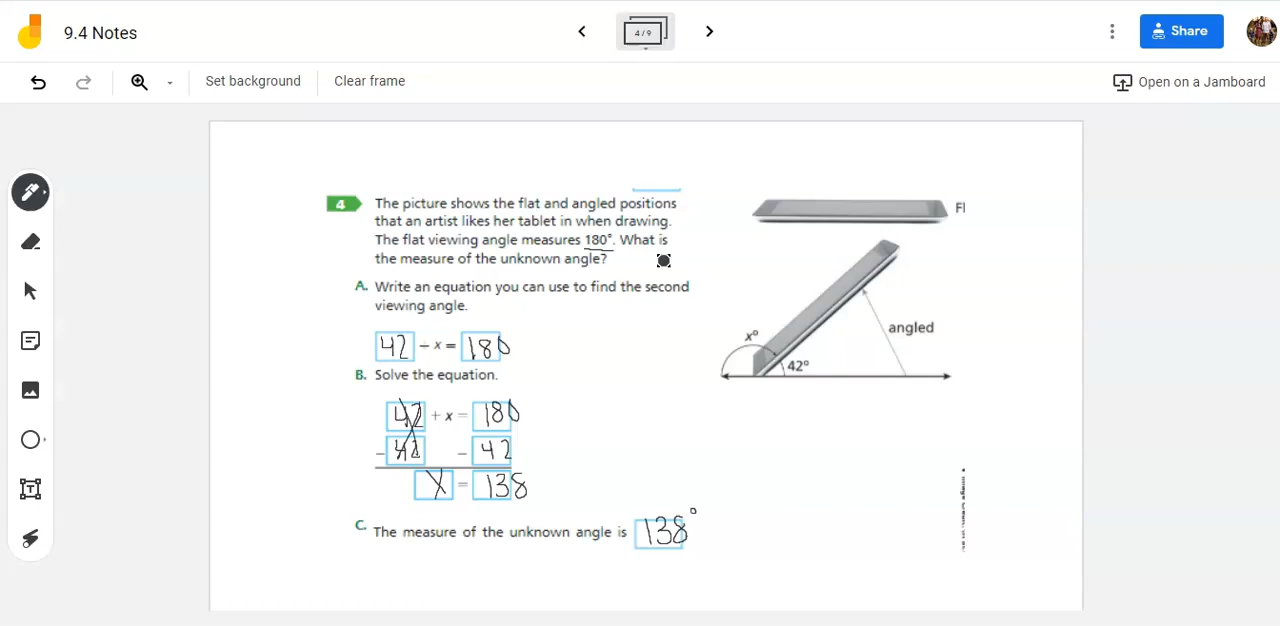 9.4 Notes
4 / 9
Share
Set background
Clear frame
Open on a Jamboard
4
The picture shows the flat and angled positions
that an artist likes her tablet in when drawing.
The flat viewing angle measures 180°. What is
the measure of the unknown angle?
A. Write an equation you can use to find the second
viewing angle.
42 + x = 180
B. Solve the equation.
42 + x = 180
- 42 - 42
x = 138
C. The measure of the unknown angle is 138°
Fl
x°
42°
angled